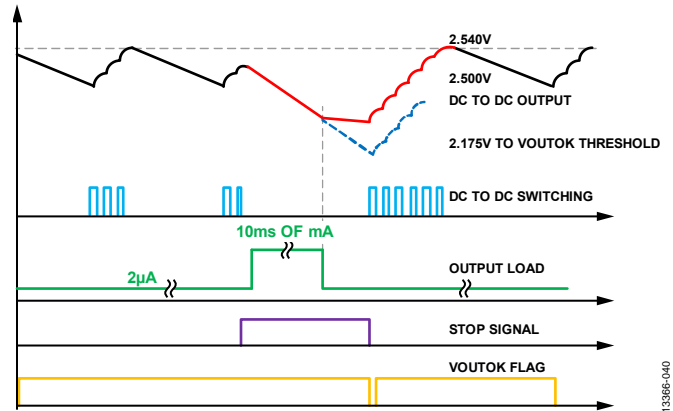 2.540V
2.500V
DC TO DC OUTPUT
2.175V TO VOUTOK THRESHOLD
DC TO DC SWITCHING
10ms OF mA
2µA
OUTPUT LOAD
STOP SIGNAL
VOUTOK FLAG
13366-040